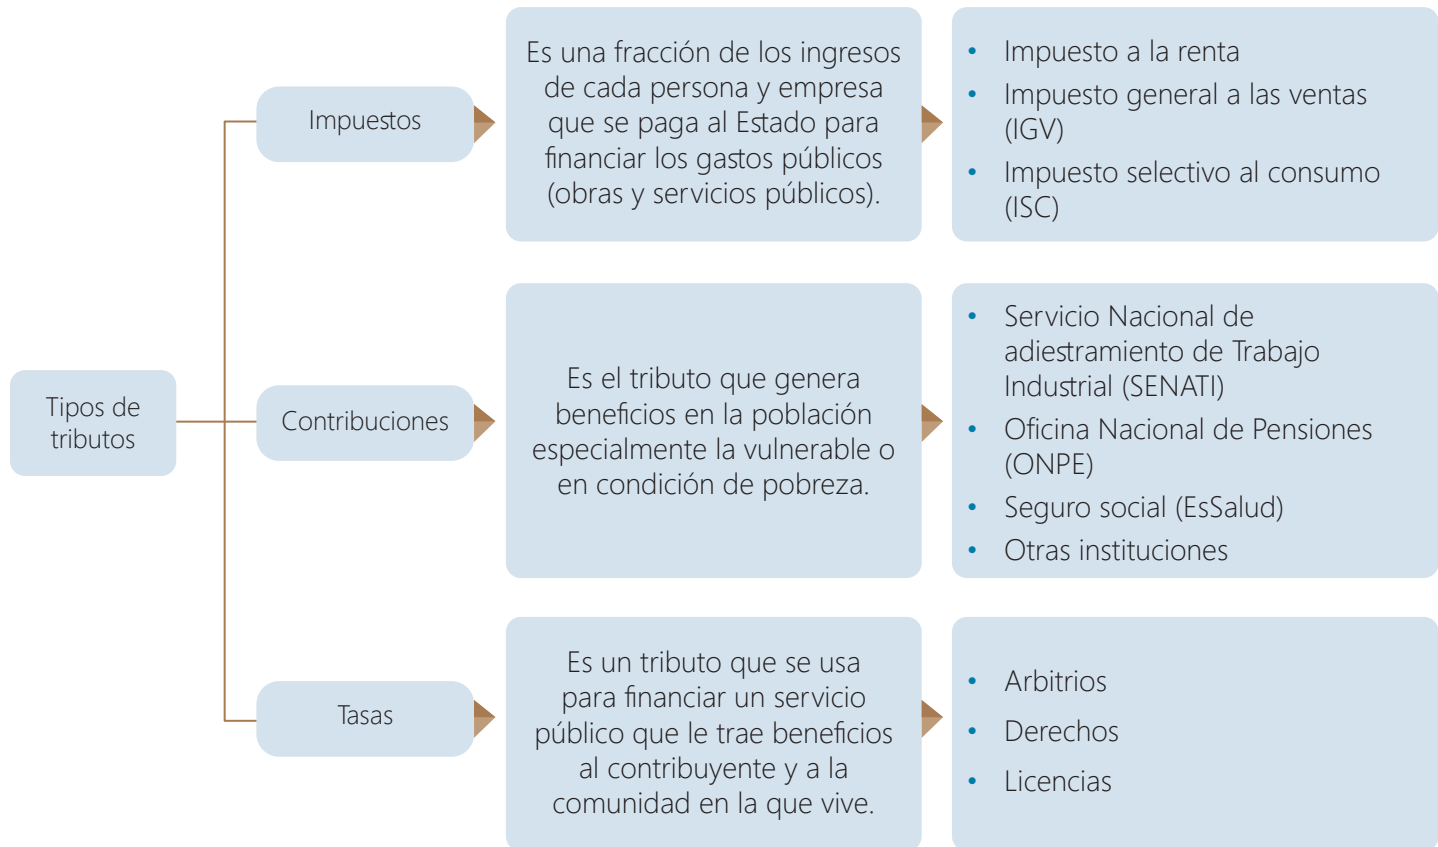 Tipos de
tributos
Impuestos
Es una fracción de los ingresos
de cada persona y empresa
que se paga al Estado para
financiar los gastos públicos
(obras y servicios públicos).
• Impuesto a la renta
• Impuesto general a las ventas
(IGV)
• Impuesto selectivo al consumo
(ISC)
Contribuciones
Es el tributo que genera
beneficios en la población
especialmente la vulnerable o
en condición de pobreza.
• Servicio Nacional de
adiestramiento de Trabajo
Industrial (SENATI)
• Oficina Nacional de Pensiones
(ONPE)
• Seguro social (EsSalud)
• Otras instituciones
Tasas
Es un tributo que se usa
para financiar un servicio
público que le trae beneficios
al contribuyente y a la
comunidad en la que vive.
• Arbitrios
• Derechos
• Licencias